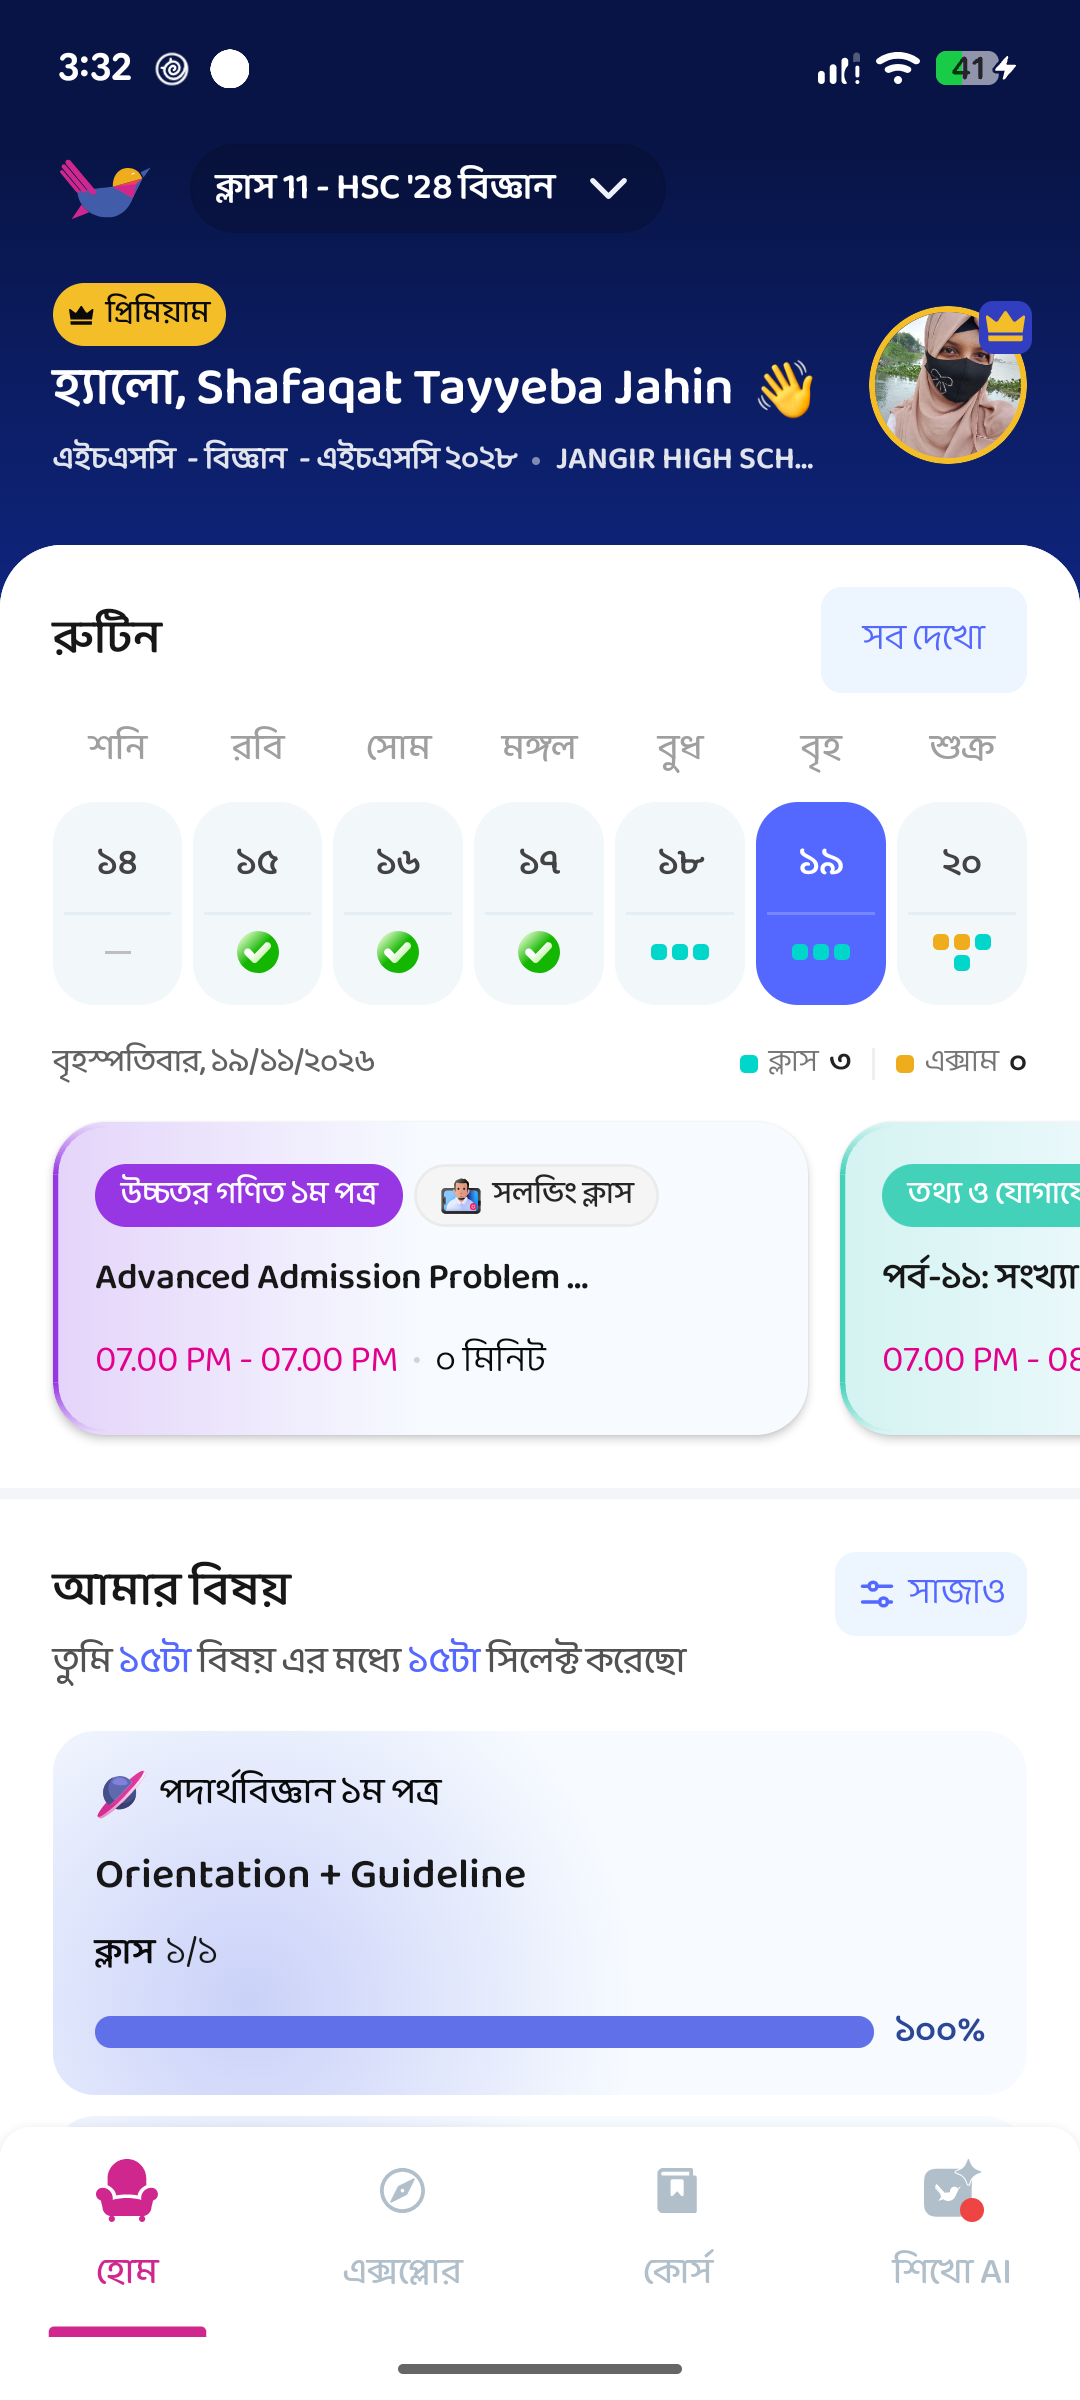 3:32
41
ক্লাস 11 - HSC '28 বিজ্ঞান
প্রিমিয়াম
হ্যালো, Shafaqat Tayyeba Jahin 👋
এইচএসসি - বিজ্ঞান - এইচএসসি ২০২৮ • JANGIR HIGH SCH...
রুটিন
সব দেখো
শনি রবি সোম মঙ্গল বুধ বৃহ শুক্র
১৪ ১৫ ১৬ ১৭ ১৮ ১৯ ২০
বৃহস্পতিবার, ১৯/১১/২০২৬
ক্লাস ৩ | এক্সাম ০
উচ্চতর গণিত ১ম পত্র
সলভিং ক্লাস
Advanced Admission Problem ...
07.00 PM - 07.00 PM • ০ মিনিট
তথ্য ও
পর্ব-১১: সংখ্যা
07.00 PM - 08
আমার বিষয়
সাজাও
তুমি ১৫টা বিষয় এর মধ্যে ১৫টা সিলেক্ট করেছো
পদার্থবিজ্ঞান ১ম পত্র
Orientation + Guideline
ক্লাস ১/১
১০০%
হোম
এক্সপ্লোর
কোর্স
শিখো AI